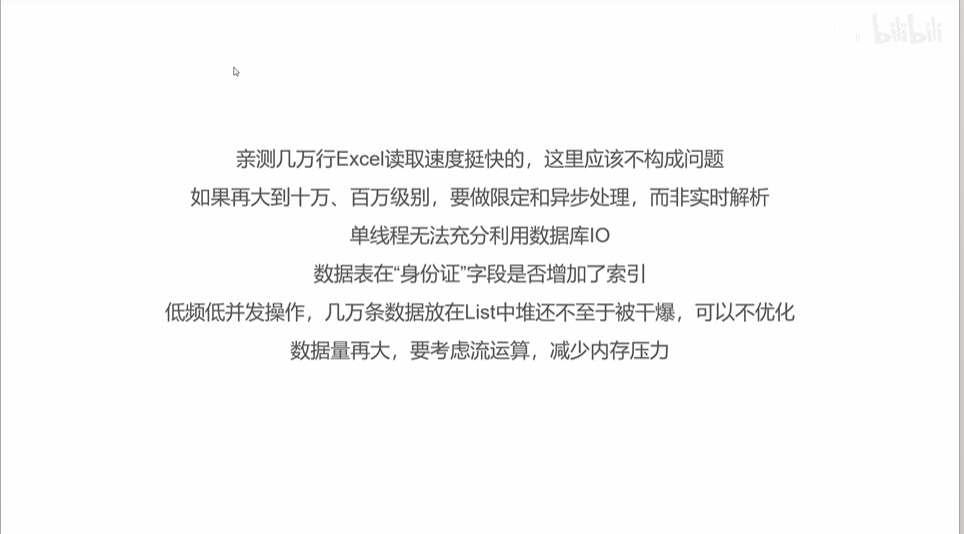 bilibili
亲测几万行Excel读取速度挺快的，这里应该不构成问题
如果再大到十万、百万级别，要做限定和异步处理，而非实时解析
单线程无法充分利用数据库IO
数据表在“身份证”字段是否增加了索引
低频低并发操作，几万条数据放在List中堆还不至于被干爆，可以不优化
数据量再大，要考虑流运算，减少内存压力